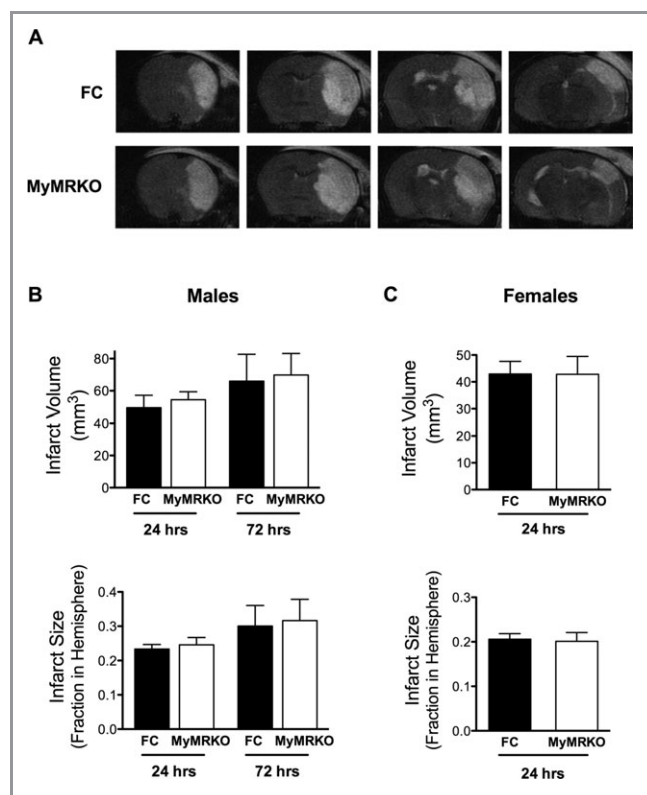 A
FC
MyMRKO
B Males
Infarct Volume
(mm3)
80
60
40
20
0
FC MyMRKO FC MyMRKO
24 hrs 72 hrs
Infarct Size
(Fraction in Hemisphere)
0.4
0.3
0.2
0.1
0.0
FC MyMRKO FC MyMRKO
24 hrs 72 hrs
C Females
Infarct Volume
(mm3)
50
40
30
20
10
0
FC MyMRKO
24 hrs
Infarct Size
(Fraction in Hemisphere)
0.3
0.2
0.1
0.0
FC MyMRKO
24 hrs